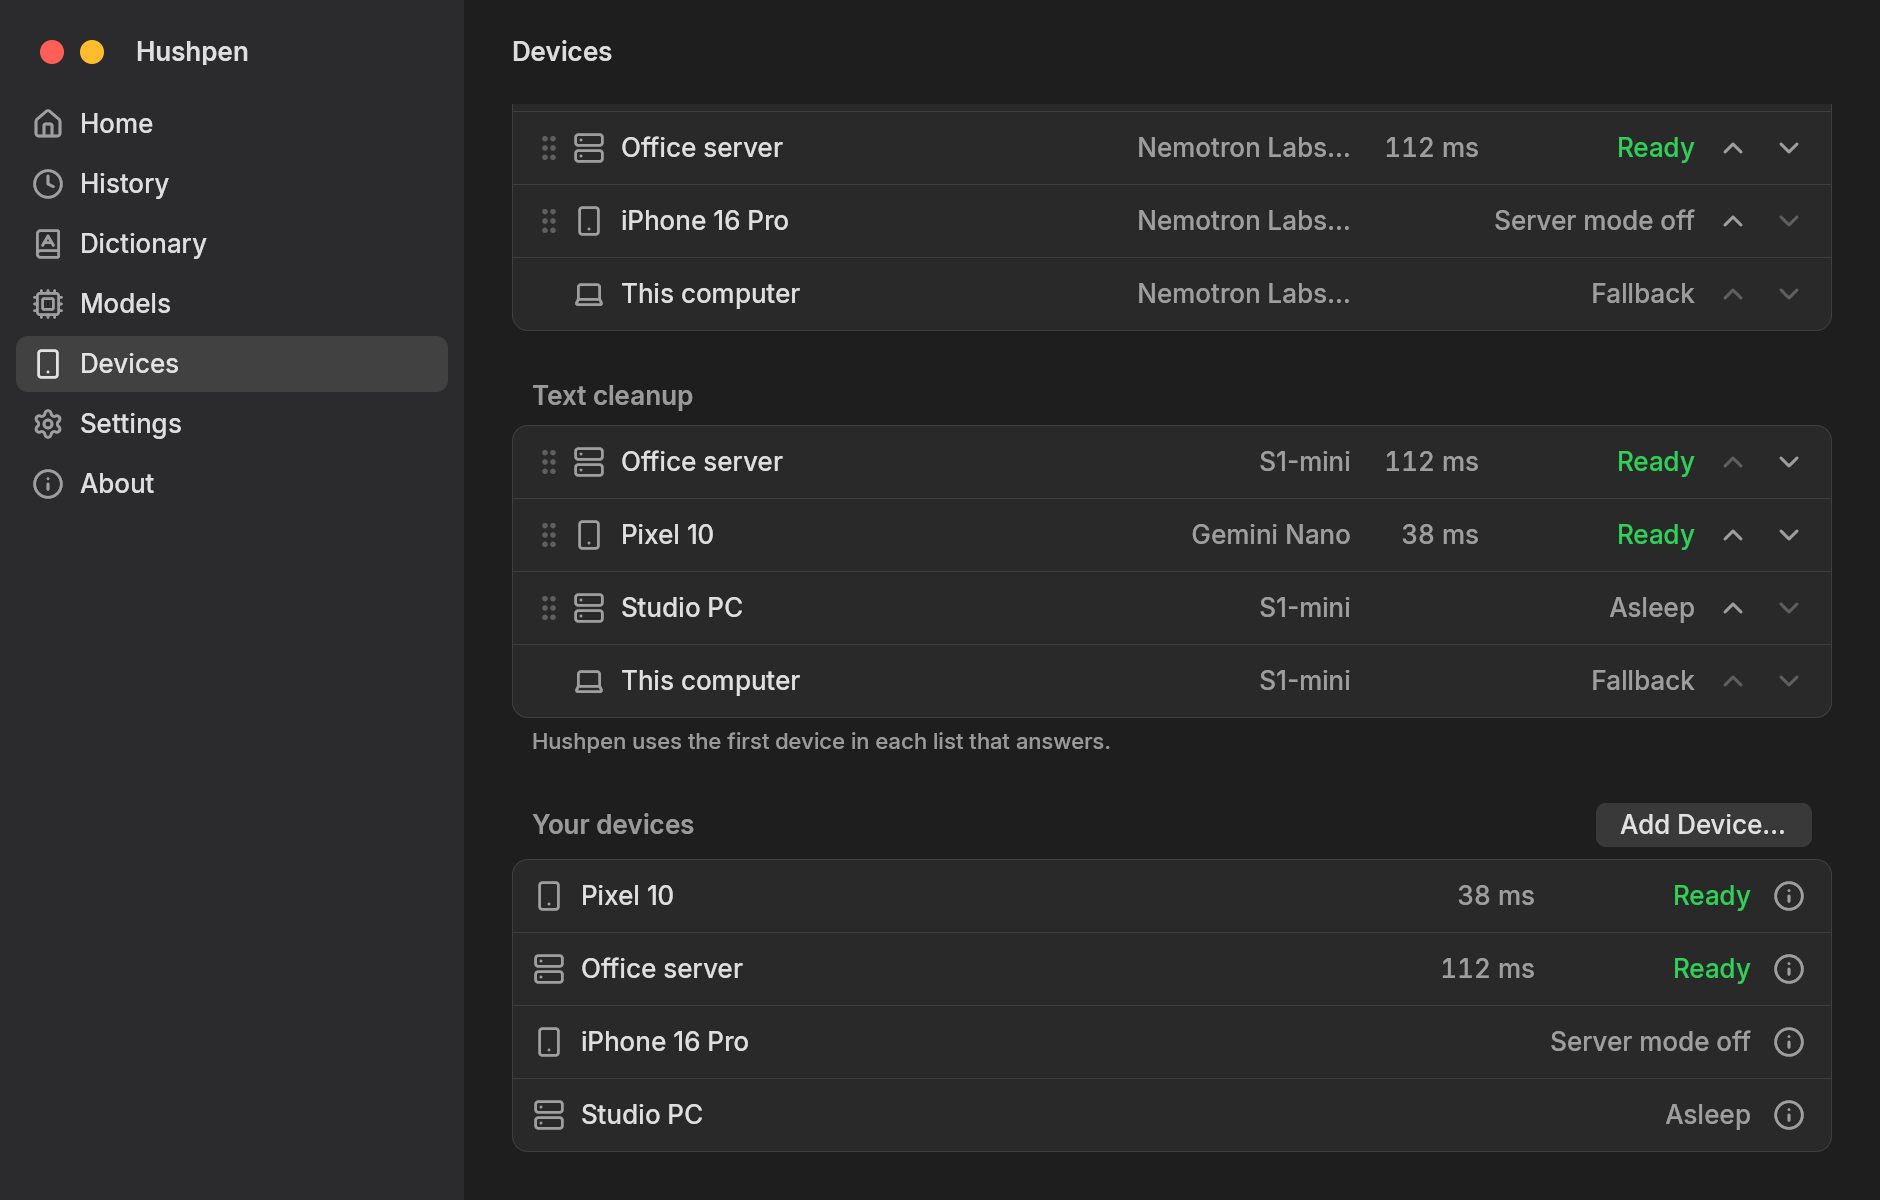 Hushpen
Home
History
Dictionary
Models
Devices
Settings
About
Devices
Office server Nemotron Labs... 112 ms Ready
iPhone 16 Pro Nemotron Labs... Server mode off
This computer Nemotron Labs... Fallback
Text cleanup
Office server S1-mini 112 ms Ready
Pixel 10 Gemini Nano 38 ms Ready
Studio PC S1-mini Asleep
This computer S1-mini Fallback
Hushpen uses the first device in each list that answers.
Your devices Add Device...
Pixel 10 38 ms Ready
Office server 112 ms Ready
iPhone 16 Pro Server mode off
Studio PC Asleep